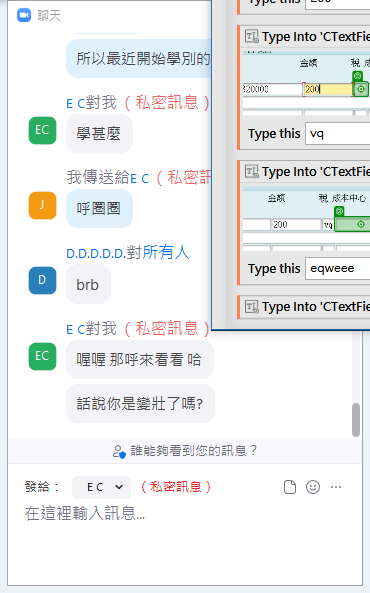 聊天
所以最近開始學別的
E C對我 （私密訊息）
EC
學甚麼
我傳送給E C （私密訊
J
呼圈圈
D.D.D.D.D.對所有人
D
brb
E C對我 （私密訊息）
EC
喔喔 那呼來看看 哈
話說你是變壯了嗎?
誰能夠看到您的訊息？
發給： E C （私密訊息）
在這裡輸入訊息...
Type this
Type Into 'CTextFie
金額 稅
320000 200
Type this vq
Type Into 'CTextFie
金額 稅 成本中心
200 vq
Type this eqweee
Type Into 'CTextFie